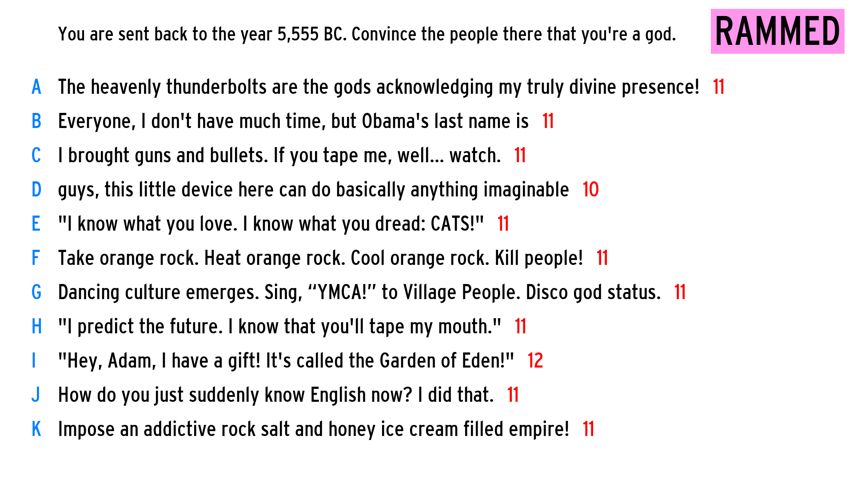 You are sent back to the year 5,555 BC. Convince the people there that you're a god. RAMMED
A The heavenly thunderbolts are the gods acknowledging my truly divine presence! 11
B Everyone, I don't have much time, but Obama's last name is 11
C I brought guns and bullets. If you tape me, well... watch. 11
D guys, this little device here can do basically anything imaginable 10
E "I know what you love. I know what you dread: CATS!" 11
F Take orange rock. Heat orange rock. Cool orange rock. Kill people! 11
G Dancing culture emerges. Sing, “YMCA!” to Village People. Disco god status. 11
H "I predict the future. I know that you'll tape my mouth." 11
I "Hey, Adam, I have a gift! It's called the Garden of Eden!" 12
J How do you just suddenly know English now? I did that. 11
K Impose an addictive rock salt and honey ice cream filled empire! 11